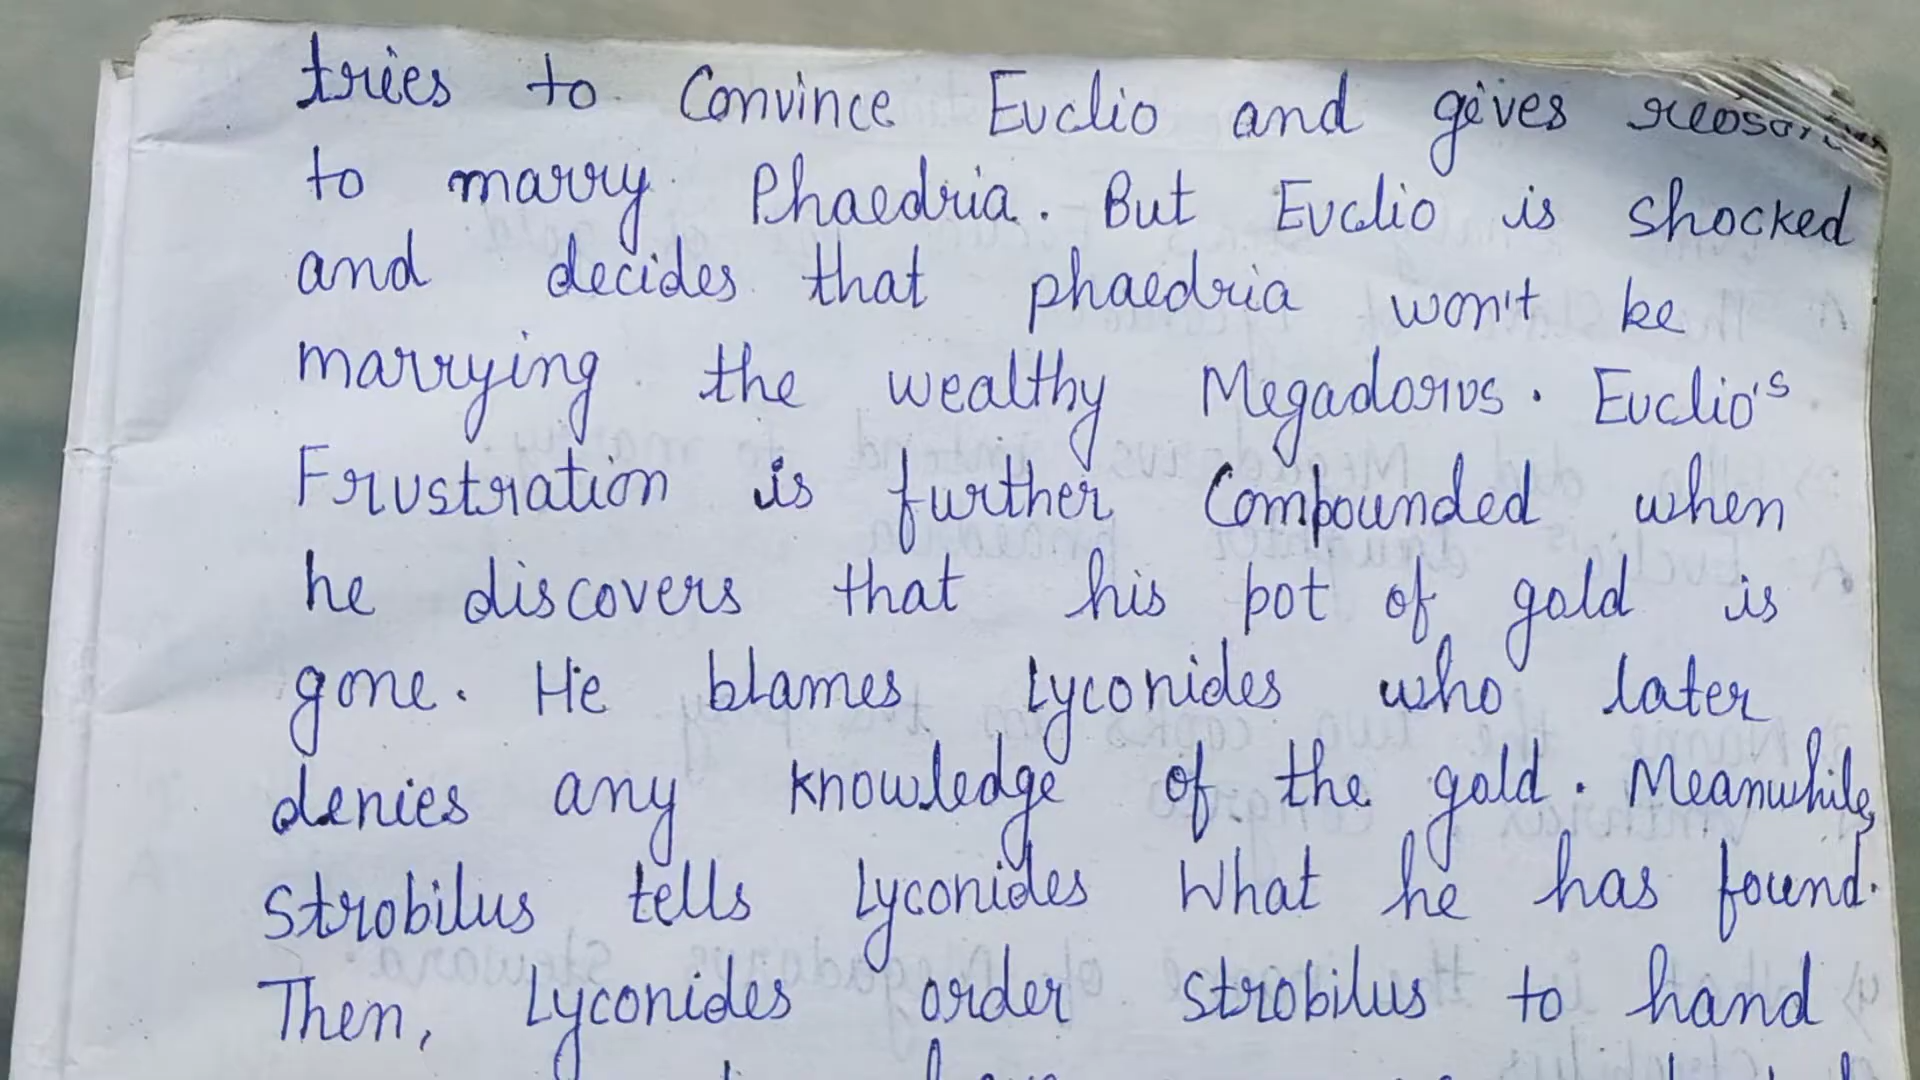 tries to Convince Euclio and gives reasons
to marry Phaedria. But Euclio is shocked
and decides that phaedria won't be
marrying the wealthy Megadorus. Euclio's
Frustration is further Compounded when
he discovers that his pot of gold is
gone. He blames Lyconides who later
denies any knowledge of the gold. Meanwhile,
Strobilus tells Lyconides What he has found.
Then, Lyconides order Strobilus to hand